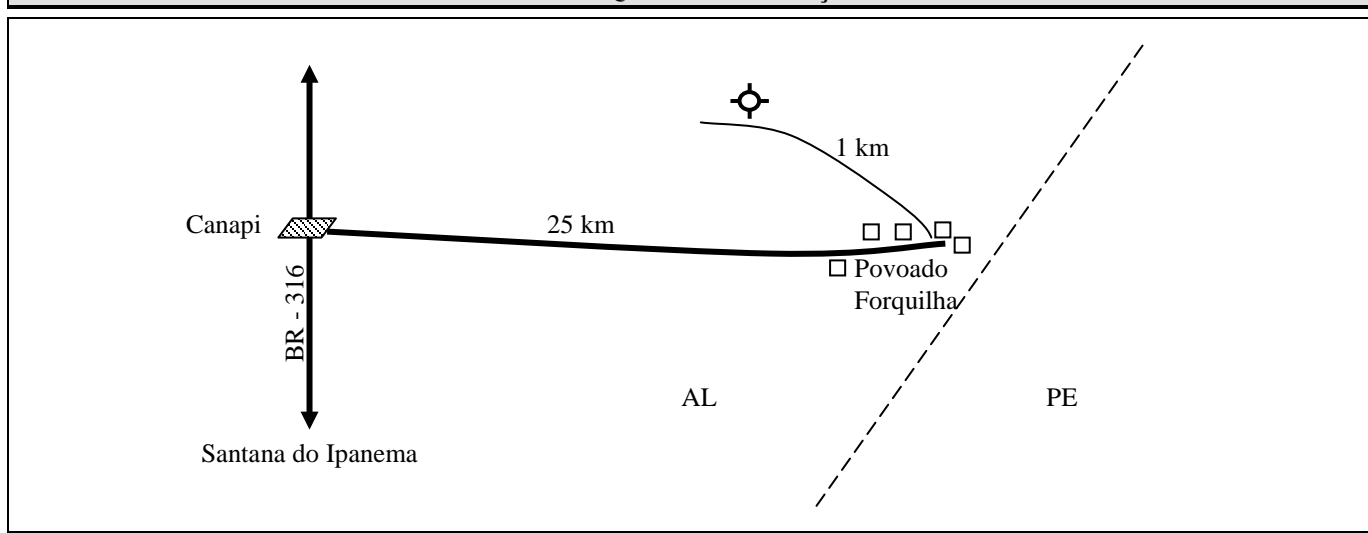 1 km
Canapi
25 km
BR - 316
Povoado
Forquilha
AL
PE
Santana do Ipanema